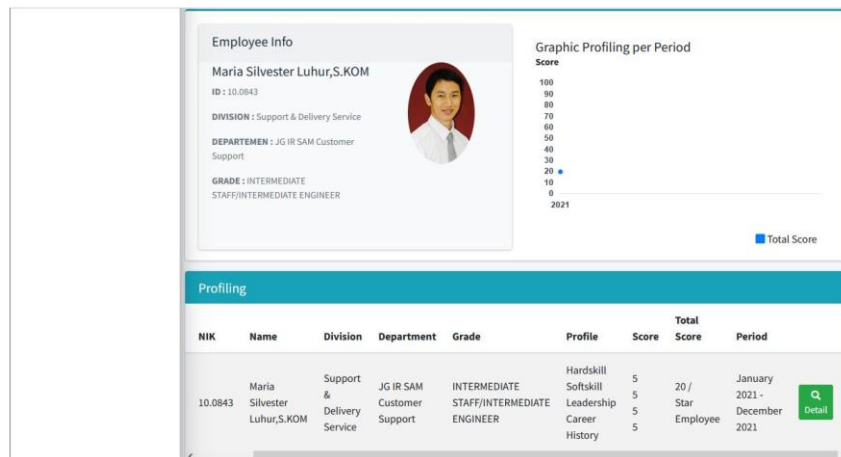 Employee Info
Maria Silvester Luhur,S.KOM
ID : 10.0843
DIVISION : Support & Delivery Service
DEPARTEMEN : JG IR SAM Customer
Support
GRADE : INTERMEDIATE
STAFF/INTERMEDIATE ENGINEER
Graphic Profiling per Period
Score
100
90
80
70
60
50
40
30
20
10
0
2021
Total Score
Profiling
NIK Name Division Department Grade Profile Score Total Score Period
10.0843
Maria
Silvester
Luhur,S.KOM
Support
&
Delivery
Service
JG IR SAM
Customer
Support
INTERMEDIATE
STAFF/INTERMEDIATE
ENGINEER
Hardskill
Softskill
Leadership
Career
History
5
5
5
5
20 /
Star
Employee
January
2021 -
December
2021
Detail